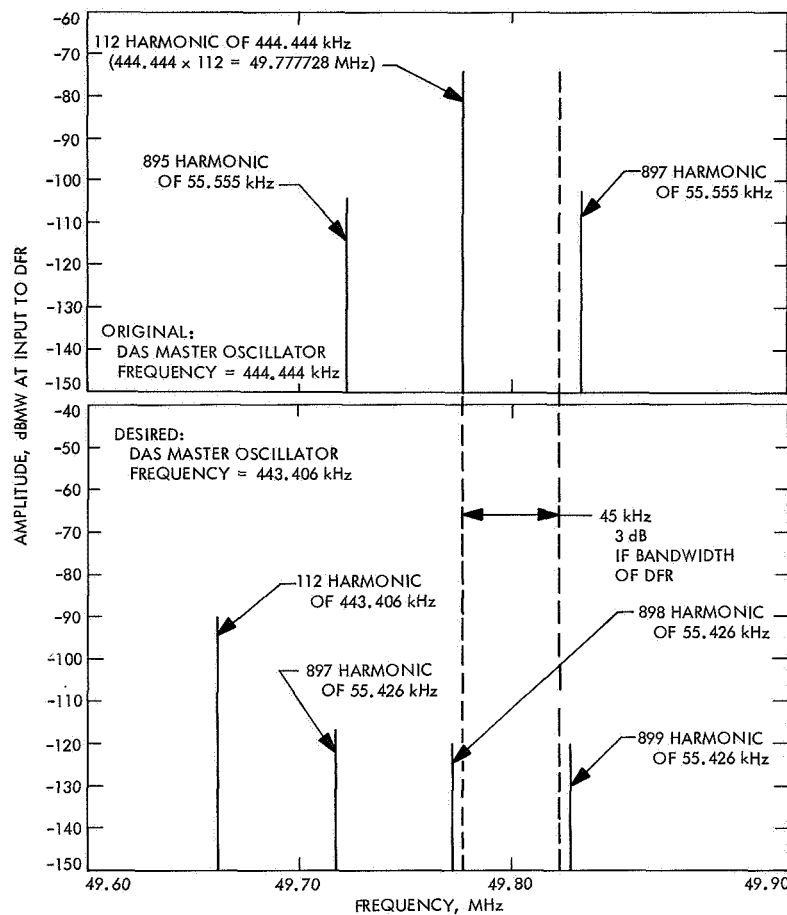 -60
112 HARMONIC OF 444.444 kHz
(444.444 x 112 = 49.777728 MHz)
-70
-80
895 HARMONIC
OF 55.555 kHz
897 HARMONIC
OF 55.555 kHz
-90
-100
-110
-120
-130
-140
-150
ORIGINAL:
DAS MASTER OSCILLATOR
FREQUENCY = 444.444 kHz
AMPLITUDE, dBMW AT INPUT TO DFR
-40
DESIRED:
DAS MASTER OSCILLATOR
FREQUENCY = 443.406 kHz
-50
-60
-70
-80
-90
-100
-110
-120
-130
-140
-150
45 kHz
3 dB
IF BANDWIDTH
OF DFR
112 HARMONIC
OF 443.406 kHz
897 HARMONIC
OF 55.426 kHz
898 HARMONIC
OF 55.426 kHz
899 HARMONIC
OF 55.426 kHz
49.60
49.70
49.80
49.90
FREQUENCY, MHz